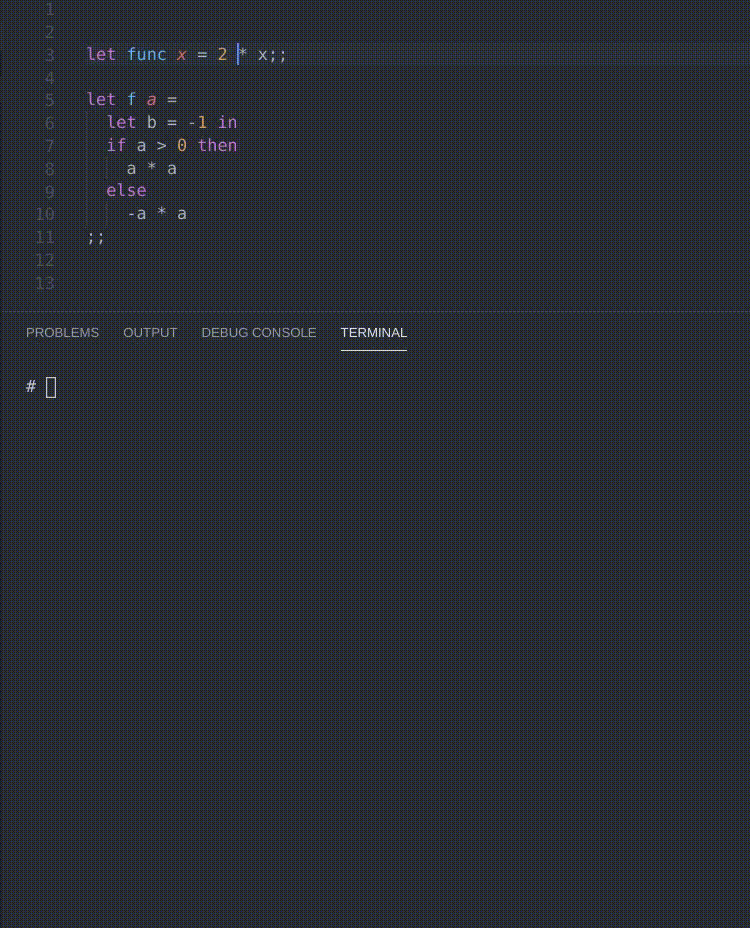 1
2
3 let func x = 2 * x;;
4
5 let f a =
6 let b = -1 in
7 if a > 0 then
8 a * a
9 else
10 -a * a
11 ;;
12
13
PROBLEMS OUTPUT DEBUG CONSOLE TERMINAL
#